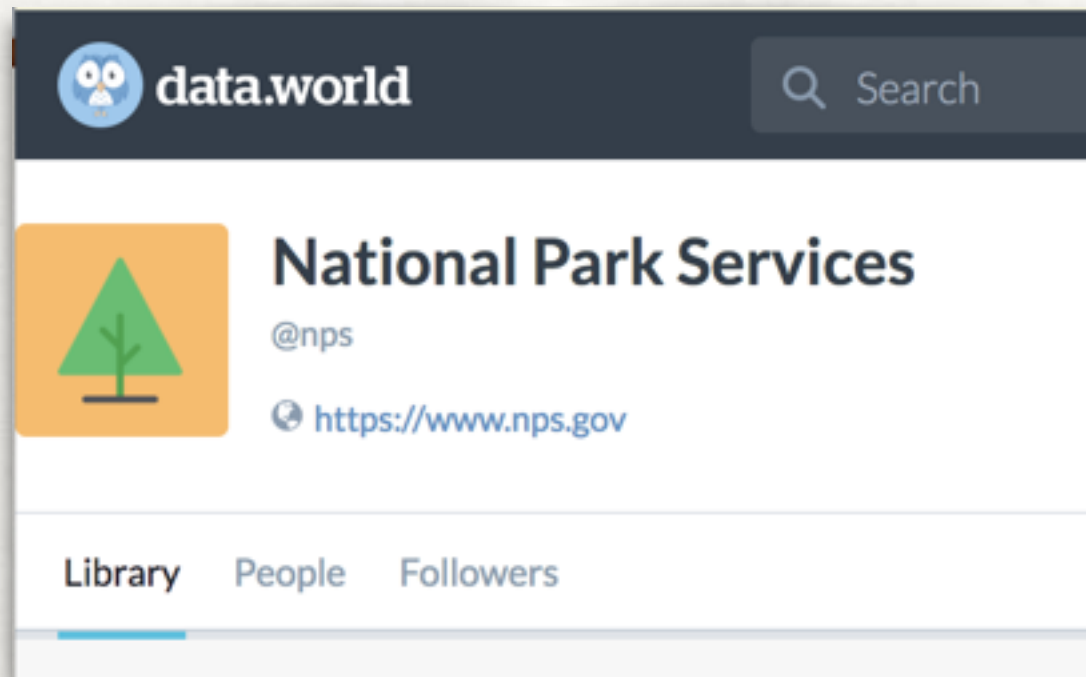 data.world
Search
National Park Services
@nps
https://www.nps.gov
Library People Followers